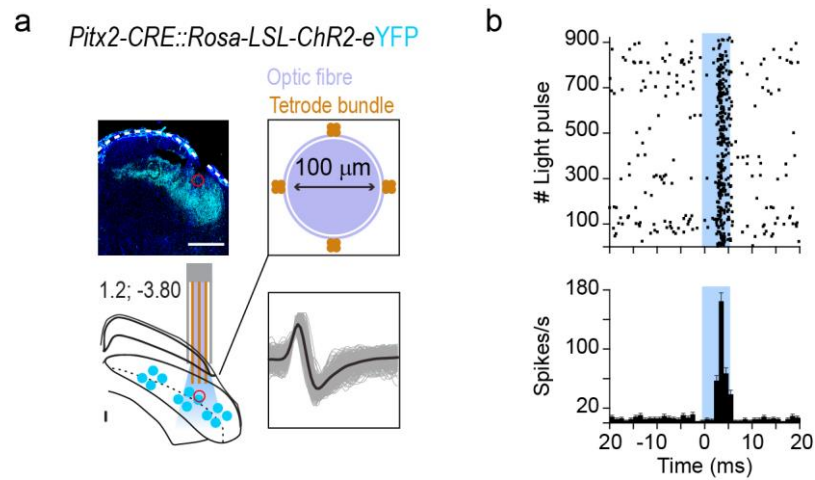 a
Pitx2-CRE::Rosa-LSL-ChR2-eYFP
Optic fibre
Tetrode bundle
100 μm
1.2; -3.80
b
900
700
500
300
100
# Light pulse
180
100
20
Spikes/s
20 -10 0 10 20
Time (ms)